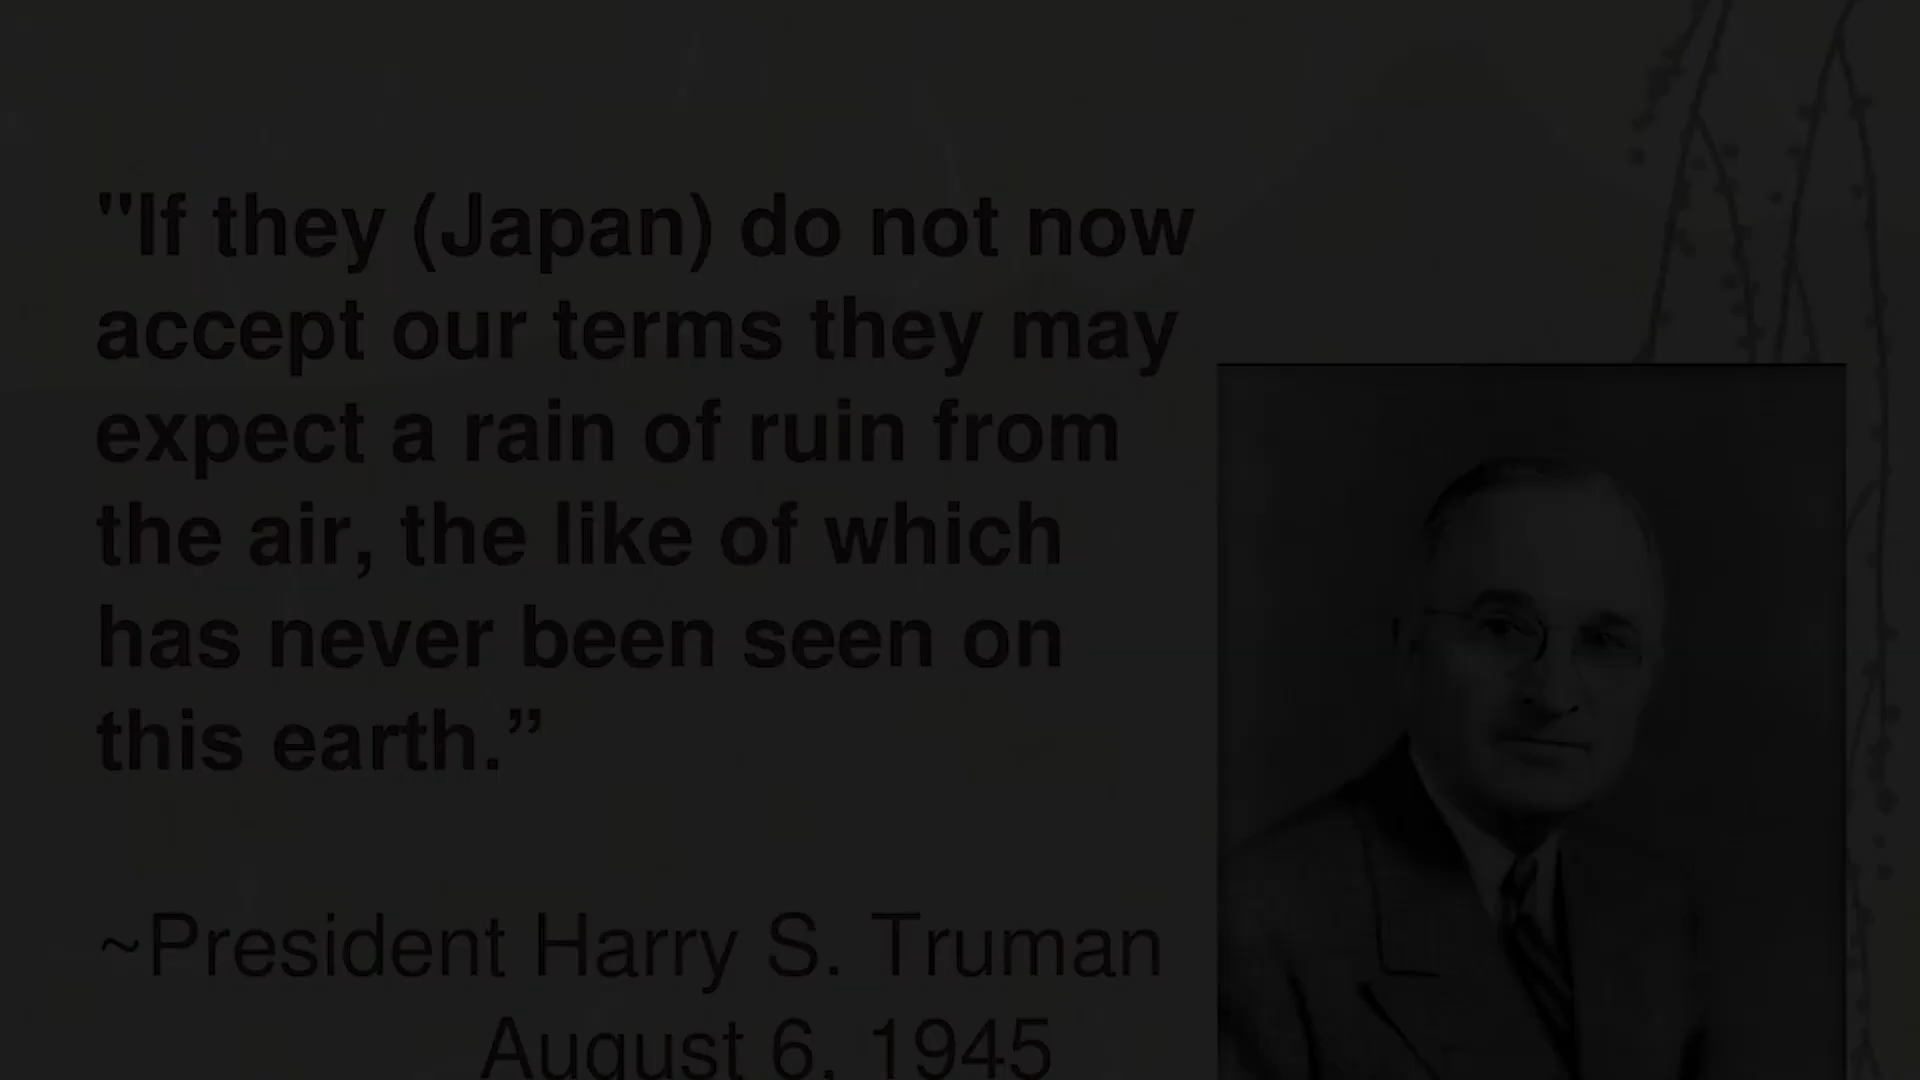 "If they (Japan) do not now
accept our terms they may
expect a rain of ruin from
the air, the like of which
has never been seen on
this earth.”
~President Harry S. Truman
August 6, 1945